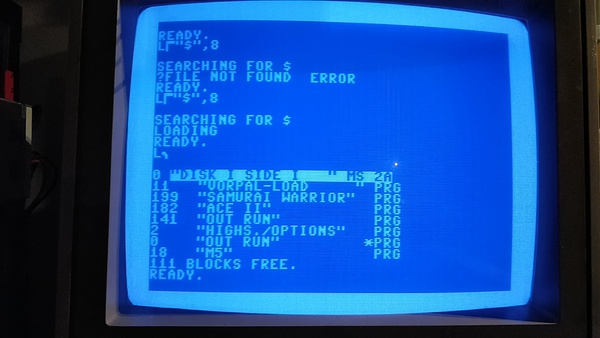 READY.
L┌"$",8
SEARCHING FOR $
?FILE NOT FOUND  ERROR
READY.
L┌"$",8
SEARCHING FOR $
LOADING
READY.
L╮
0 "DISK I SIDE I   " MS 2A
11   "VORPAL-LOAD     " PRG
199  "SAMURAI WARRIOR"  PRG
182  "ACE II"           PRG
141  "OUT RUN"          PRG
2    "HIGHS./OPTIONS"   PRG
0    "OUT RUN"         *PRG
18   "M5"               PRG
111 BLOCKS FREE.
READY.